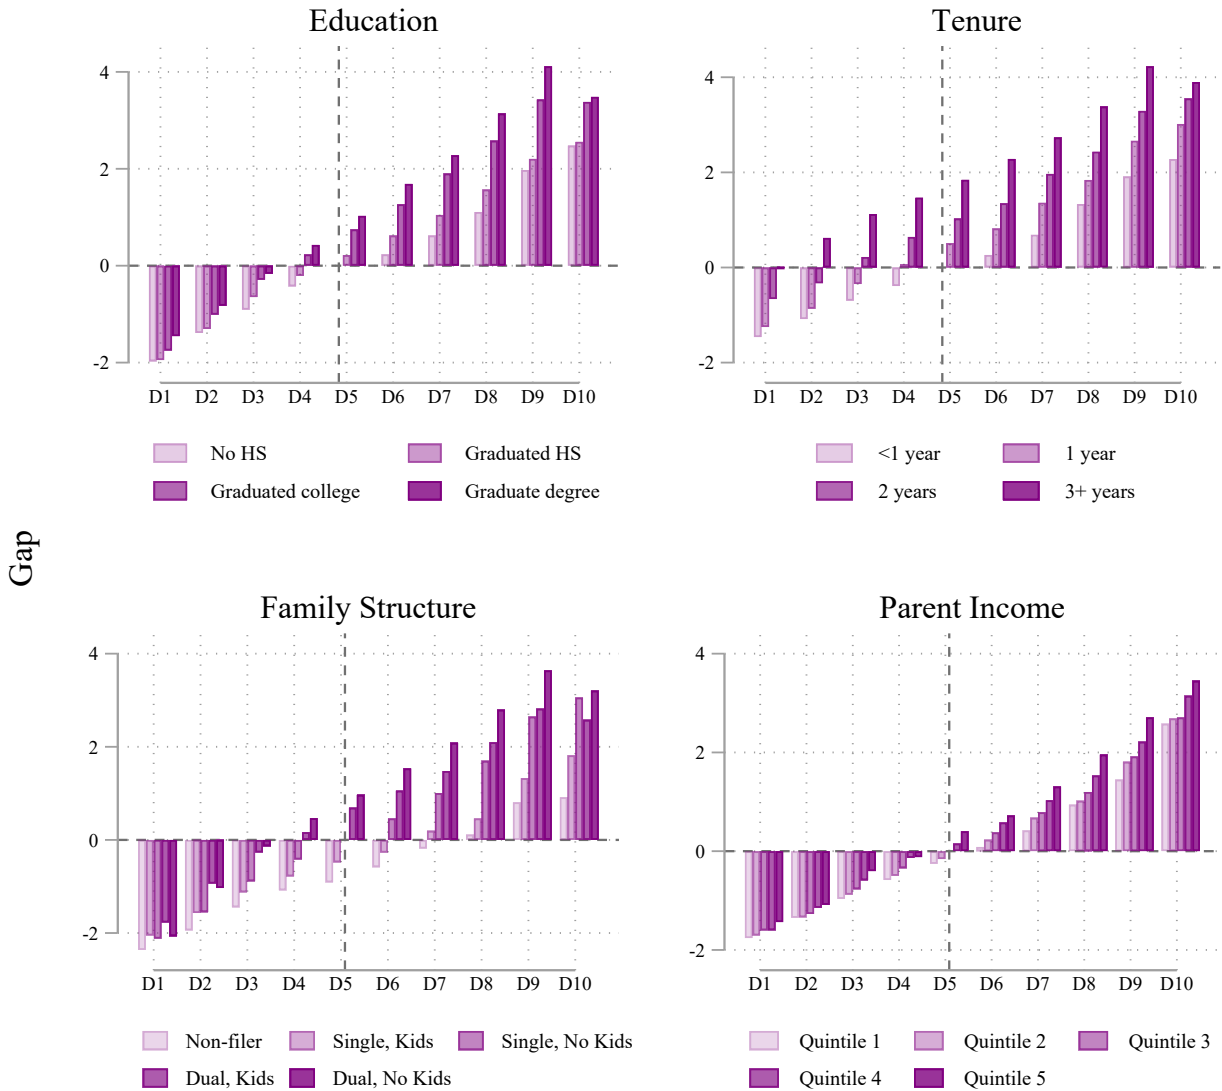 Education
4
2
0
-2
D1 D2 D3 D4 D5 D6 D7 D8 D9 D10
No HS Graduated HS
Graduated college Graduate degree
Tenure
4
2
0
-2
D1 D2 D3 D4 D5 D6 D7 D8 D9 D10
<1 year 1 year
2 years 3+ years
Gap
Family Structure
4
2
0
-2
D1 D2 D3 D4 D5 D6 D7 D8 D9 D10
Non-filer Single, Kids Single, No Kids
Dual, Kids Dual, No Kids
Parent Income
4
2
0
-2
D1 D2 D3 D4 D5 D6 D7 D8 D9 D10
Quintile 1 Quintile 2 Quintile 3
Quintile 4 Quintile 5